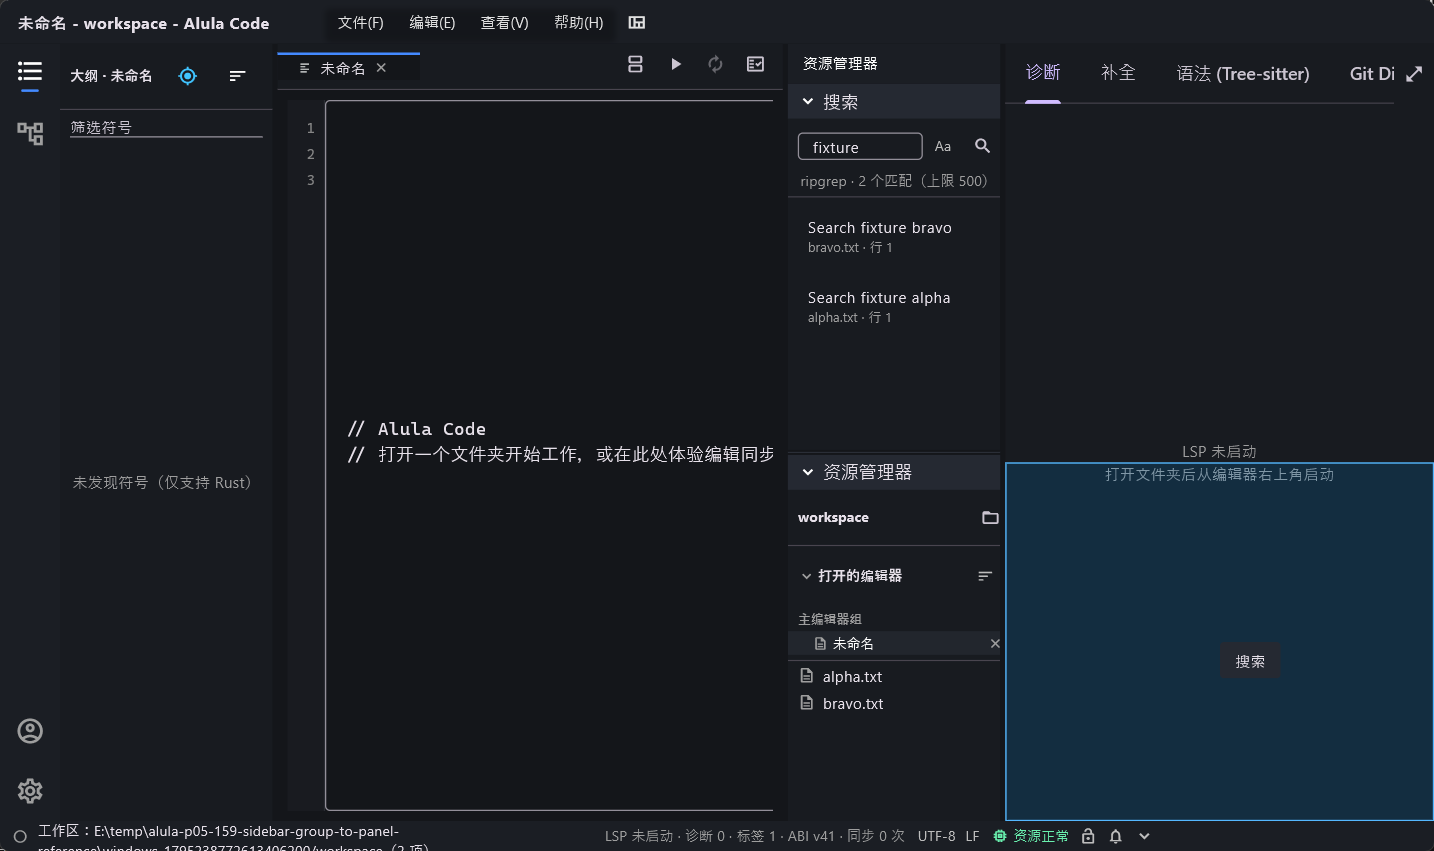 未命名 - workspace - Alula Code
文件(F) 编辑(E) 查看(V) 帮助(H)
大纲 · 未命名
筛选符号
未发现符号（仅支持 Rust）
未命名
1
2
3
// Alula Code
// 打开一个文件夹开始工作，或在此处体验编辑同步
资源管理器
搜索
fixture
Aa
ripgrep · 2 个匹配（上限 500）
Search fixture bravo
bravo.txt · 行 1
Search fixture alpha
alpha.txt · 行 1
资源管理器
workspace
打开的编辑器
主编辑器组
未命名
alpha.txt
bravo.txt
诊断 补全 语法 (Tree-sitter) Git Di
LSP 未启动
打开文件夹后从编辑器右上角启动
搜索
工作区：E:\temp\alula-p05-159-sidebar-group-to-panel-
reference\windows-1795238772613406200/workspace（2 项）
LSP 未启动 · 诊断 0 · 标签 1 · ABI v41 · 同步 0 次 UTF-8 LF 资源正常